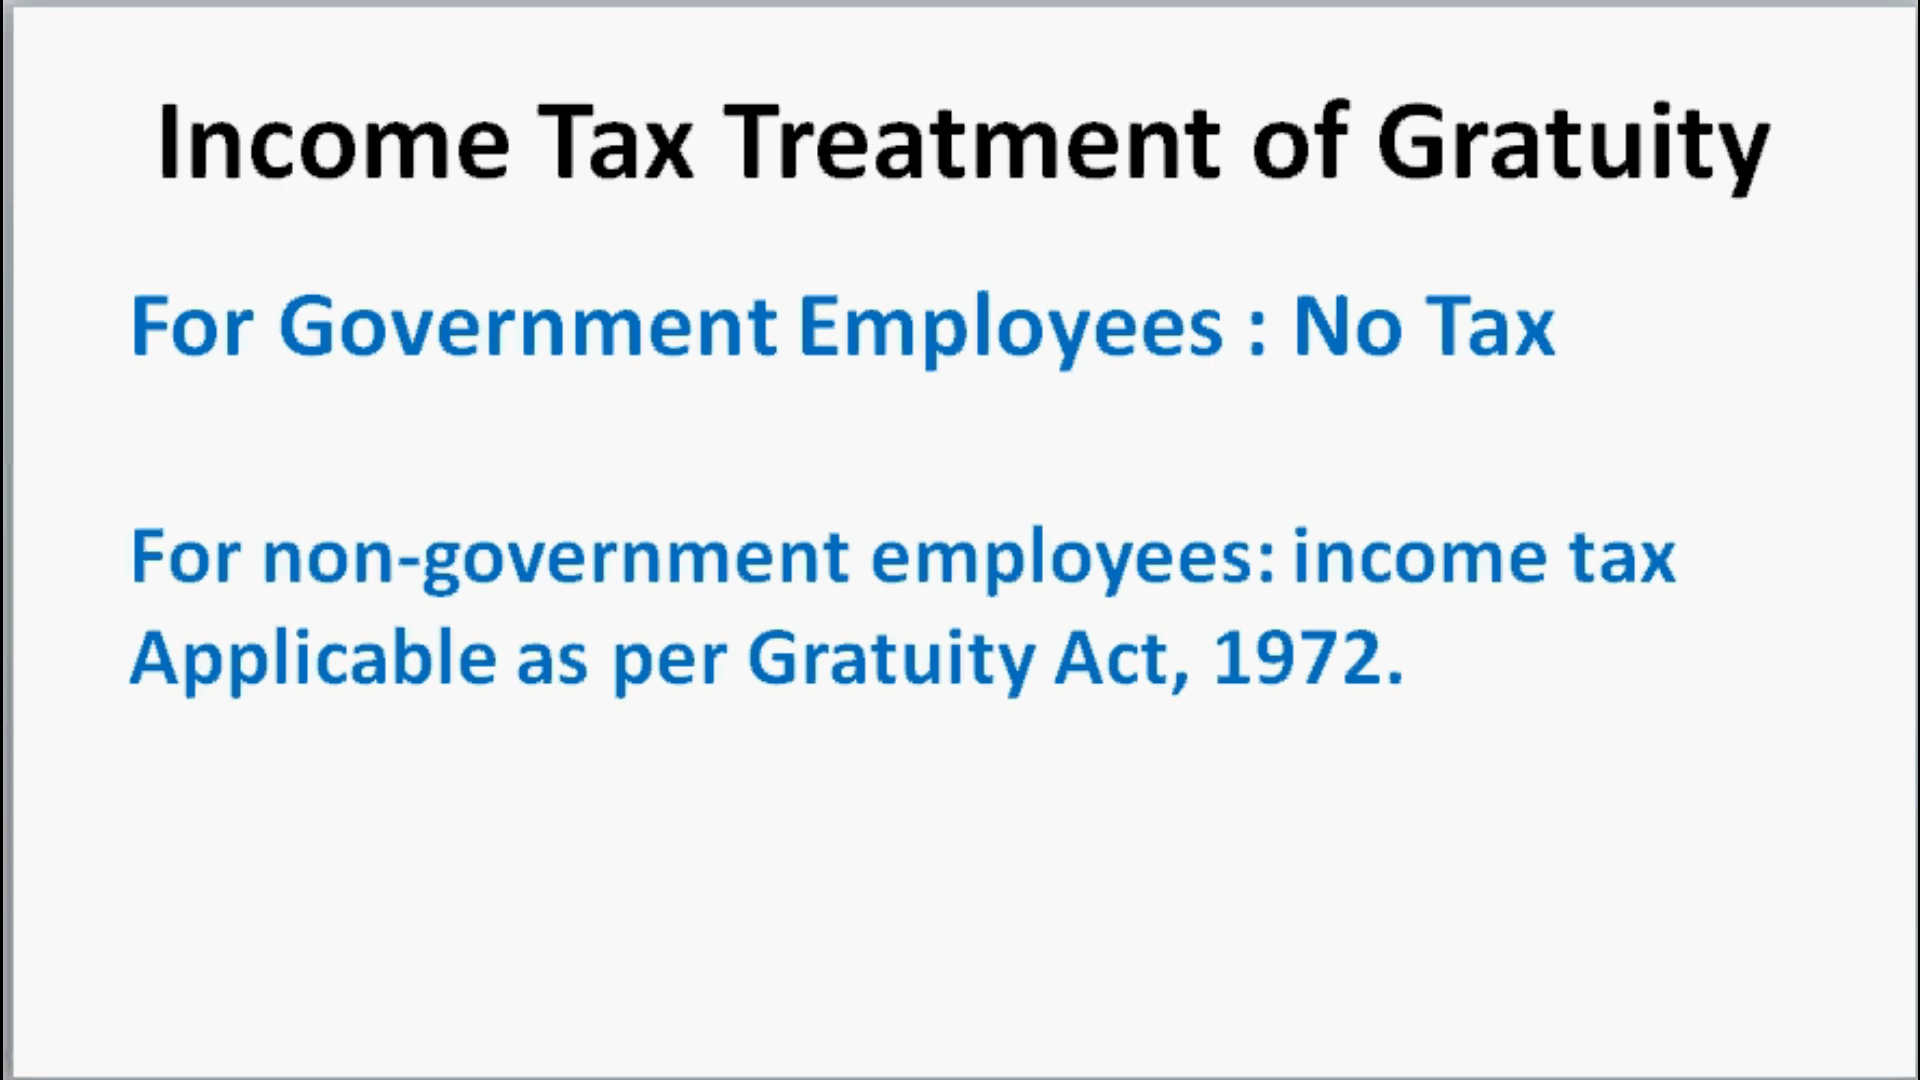 Income Tax Treatment of Gratuity
For Government Employees : No Tax
For non-government employees: income tax
Applicable as per Gratuity Act, 1972.